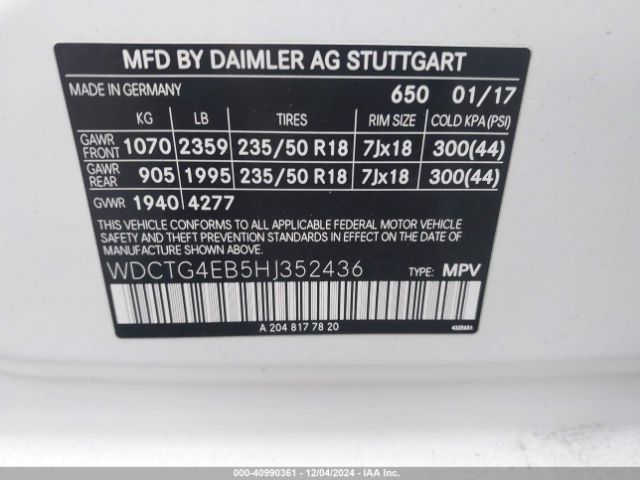 MFD BY DAIMLER AG STUTTGART
MADE IN GERMANY 650 01/17
KG LB TIRES RIM SIZE COLD KPA(PSI)
GAWR FRONT 1070 2359 235/50 R18 7Jx18 300(44)
GAWR REAR 905 1995 235/50 R18 7Jx18 300(44)
GVWR 1940 4277
THIS VEHICLE CONFORMS TO ALL APPLICABLE FEDERAL MOTOR VEHICLE
SAFETY AND THEFT PREVENTION STANDARDS IN EFFECT ON THE DATE
OF MANUFACTURE SHOWN ABOVE.
WDCTG4EB5HJ352436 TYPE: MPV
A 204 817 78 20
000-40990361 - 12/04/2024 - IAA Inc.